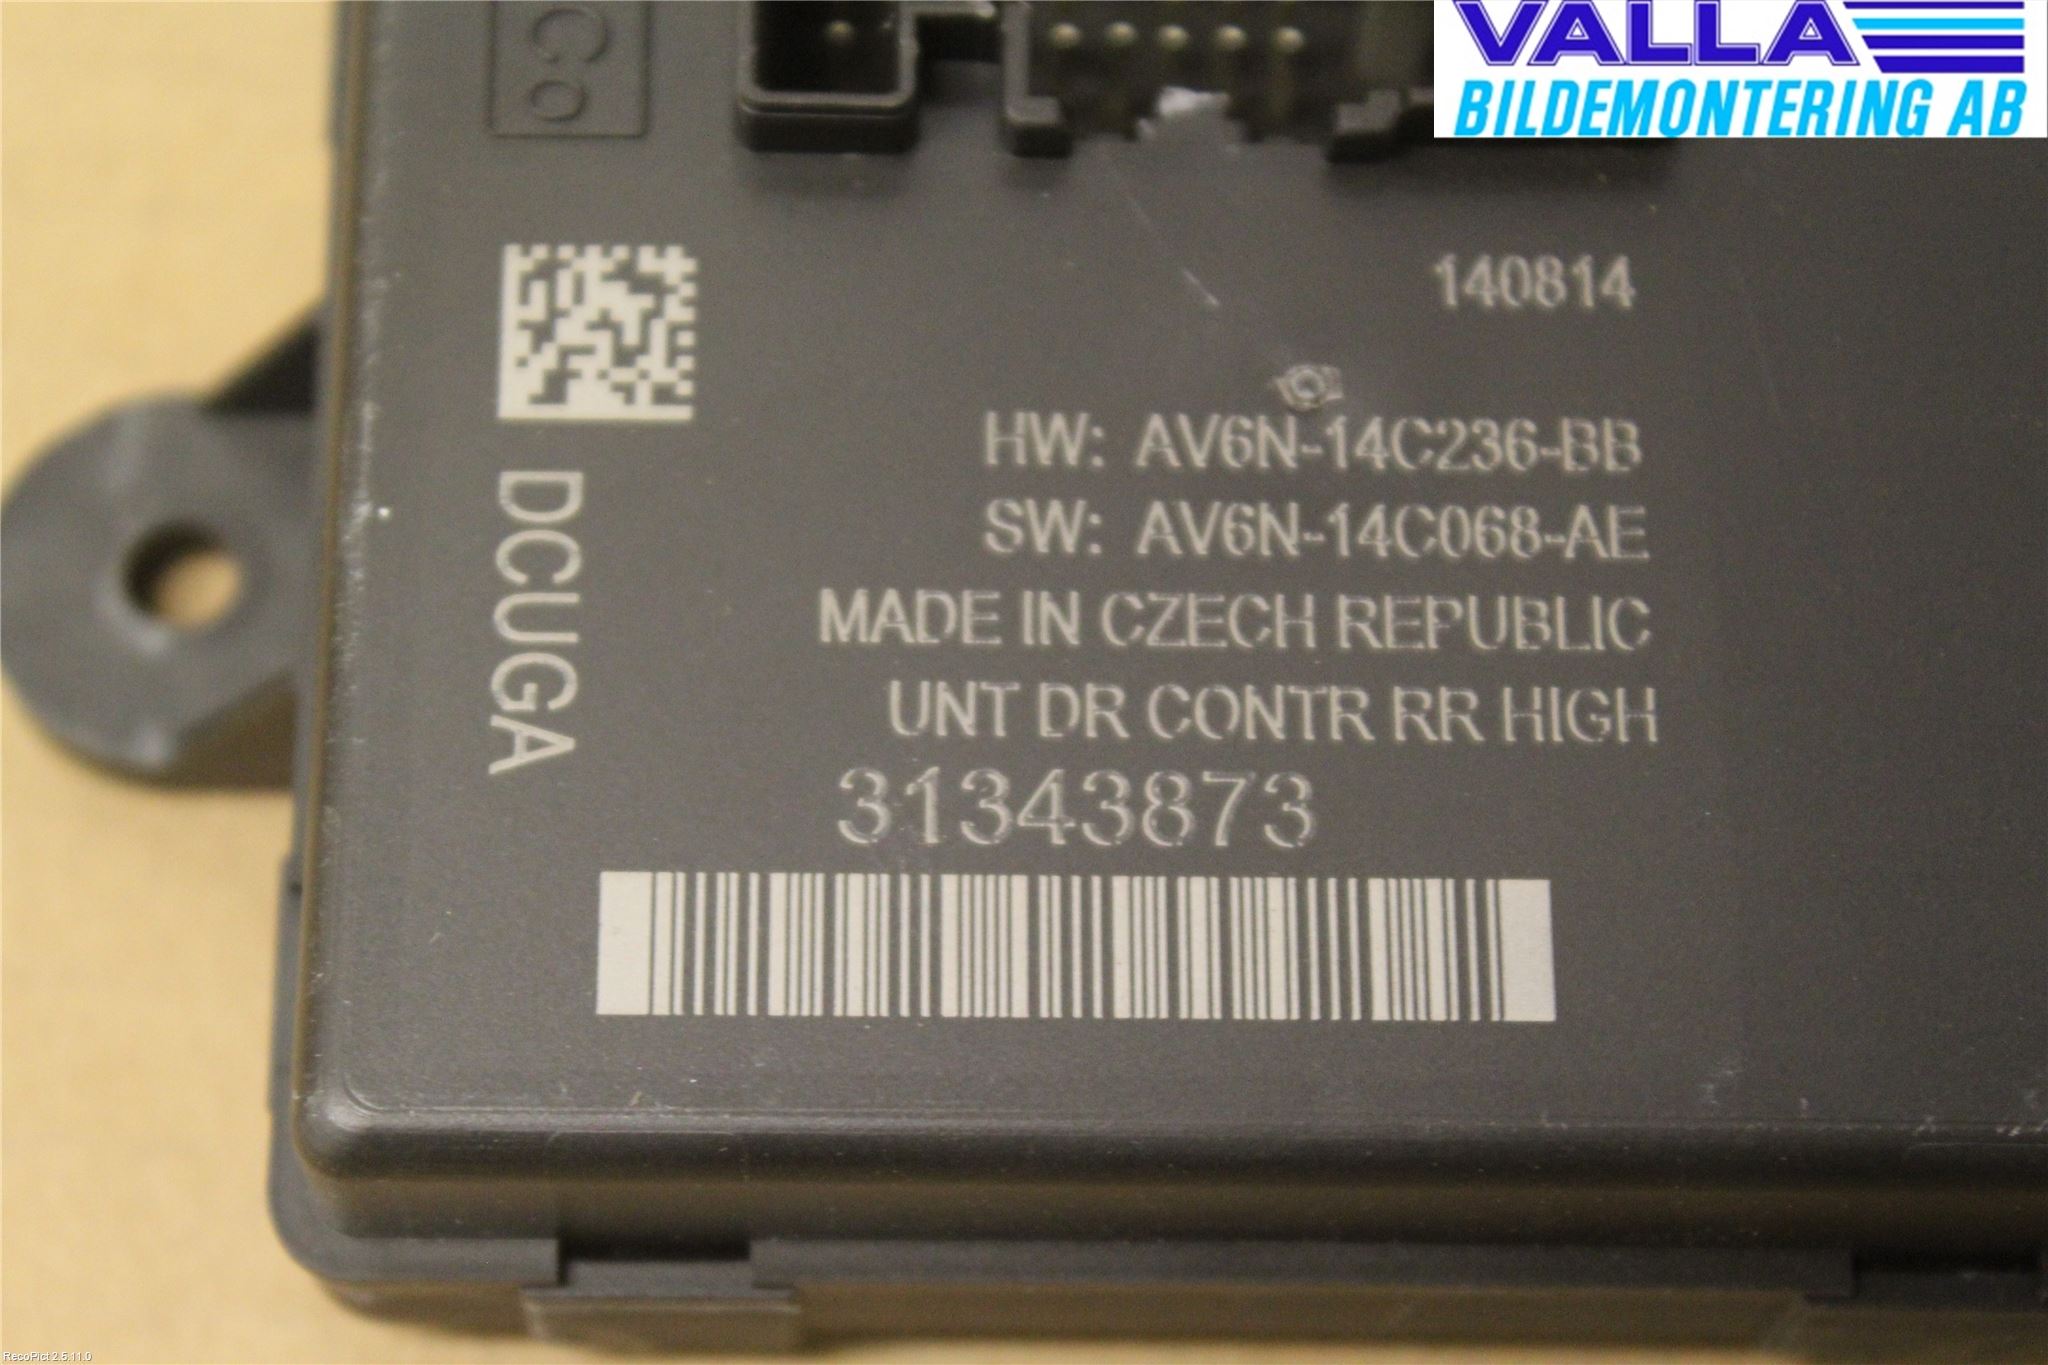 VALLA
BILDEMONTERING AB
Co
140814
HW: AV6N-14C236-BB
SW: AV6N-14C068-AE
MADE IN CZECH REPUBLIC
UNT DR CONTR RR HIGH
31343873
DCUGA
RecoPict 2.5.11.0